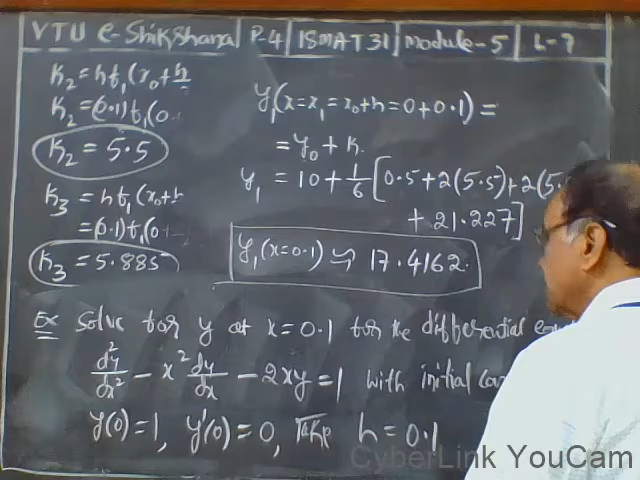 VTU e-Shikshana P-4 18MAT31 Module-5 L-7
K₂ = hf₁(x₀+h/
K₂ = (0.1)f₁(0.
K₂ = 5.5
K₃ = hf₁(x₀+h
= (0.1)f₁(0
K₃ = 5.885
y₁(x=x₁=x₀+h=0+0.1) =
= y₀ + K
y₁ = 10 + 1/6 [0.5+2(5.5)+2(5.
+ 21.227]
y₁(x=0.1) ≃ 17.4162.
Ex Solve for y at x=0.1 for the differential
d²y/dx² - x² dy/dx - 2xy = 1 with initial
y(0)=1, y'(0)=0, Take h=0.1
CyberLink YouCam